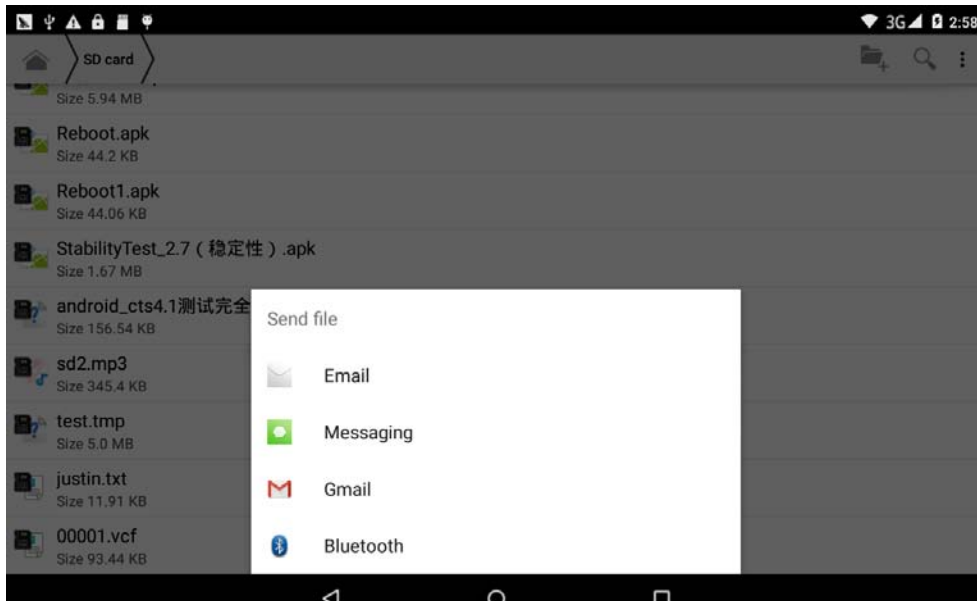 3G 2:58
SD card
Size 5.94 MB
Reboot.apk
Size 44.2 KB
Reboot1.apk
Size 44.06 KB
StabilityTest_2.7 ( 稳定性 ) .apk
Size 1.67 MB
android_cts4.1测试完全
Size 156.54 KB
sd2.mp3
Size 345.4 KB
test.tmp
Size 5.0 MB
justin.txt
Size 11.91 KB
00001.vcf
Size 93.44 KB
Send file
Email
Messaging
Gmail
Bluetooth